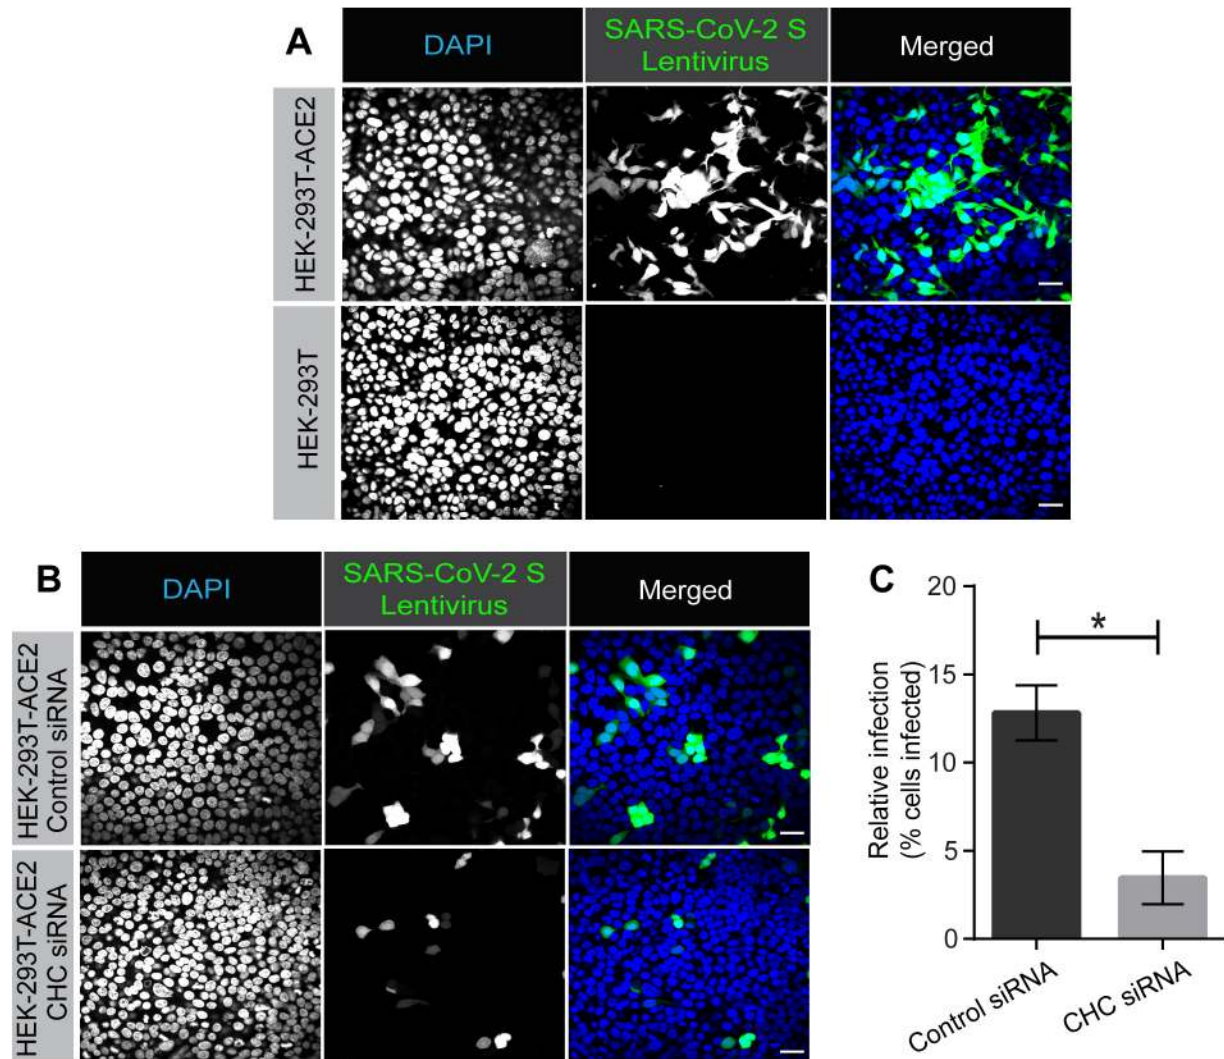 A
DAPI
SARS-CoV-2 S
Lentivirus
Merged
HEK-293T-ACE2
HEK-293T
B
DAPI
SARS-CoV-2 S
Lentivirus
Merged
HEK-293T-ACE2
Control siRNA
HEK-293T-ACE2
CHC siRNA
C
Relative infection
(% cells infected)
20
15
10
5
0
*
Control siRNA
CHC siRNA